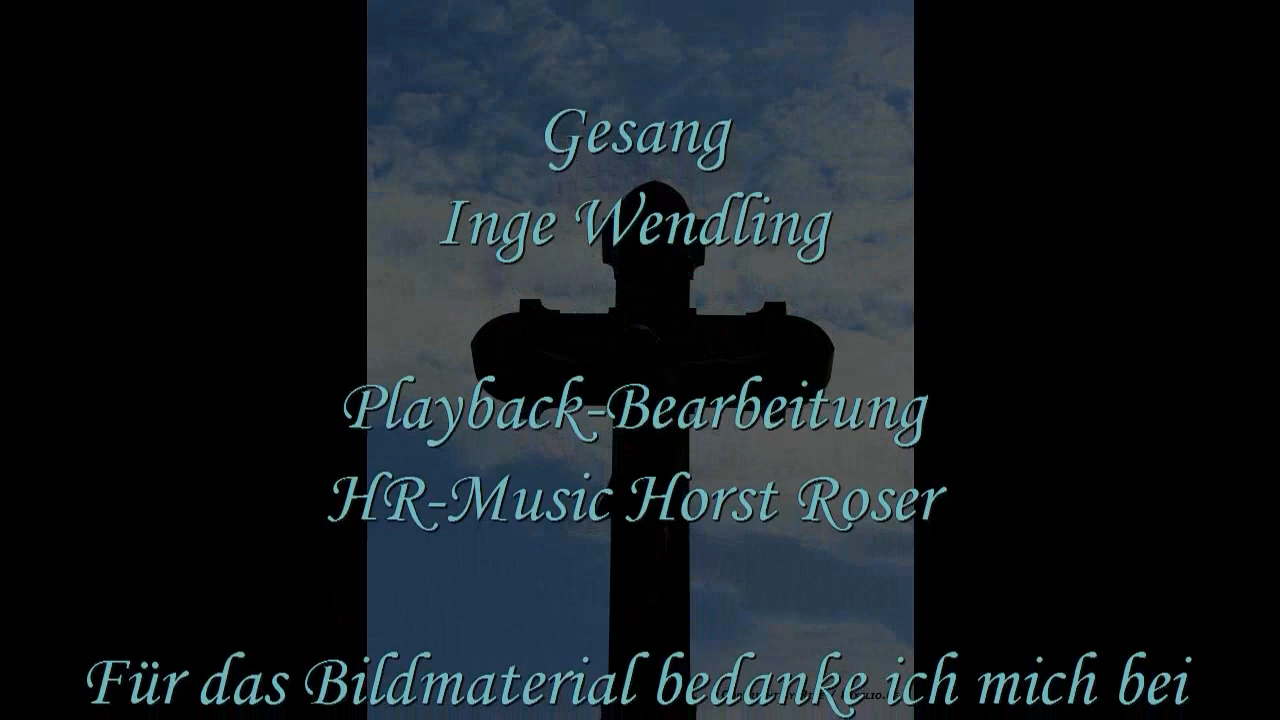 Gesang
Inge Wendling
Playback-Bearbeitung
HR-Music Horst Roser
Für das Bildmaterial bedanke ich mich bei